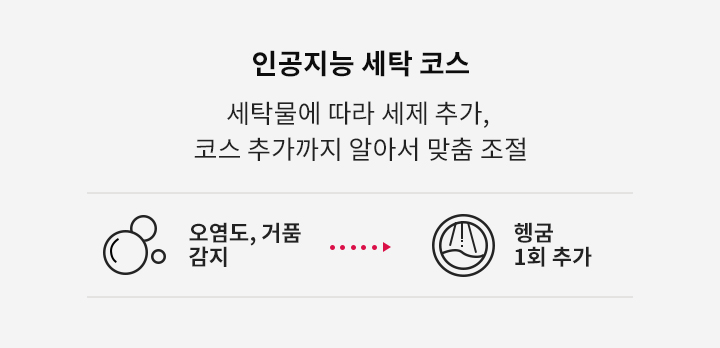 인공지능 세탁 코스
세탁물에 따라 세제 추가,
코스 추가까지 알아서 맞춤 조절
오염도, 거품
감지
헹굼
1회 추가